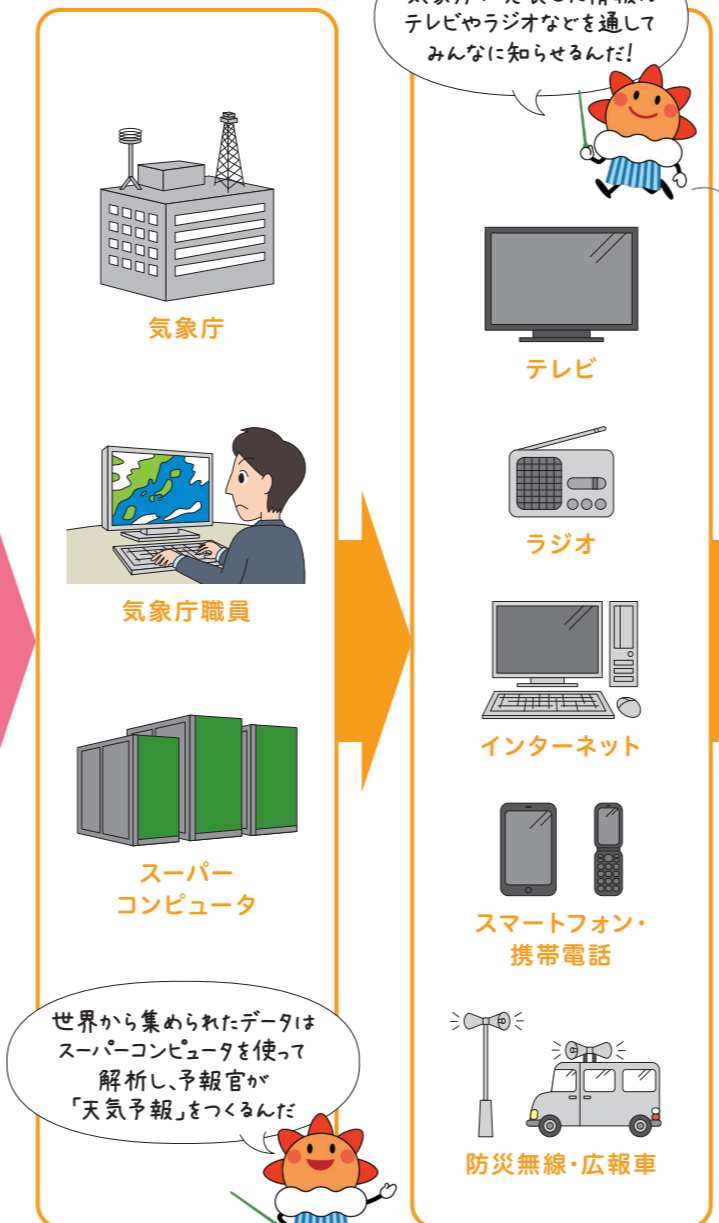 気象庁
気象庁職員
スーパー
コンピュータ
世界から集められたデータは
スーパーコンピュータを使って
解析し、予報官が
「天気予報」をつくるんだ
テレビやラジオなどを通して
みんなに知らせるんだ!
テレビ
ラジオ
インターネット
スマートフォン・
携帯電話
防災無線・広報車